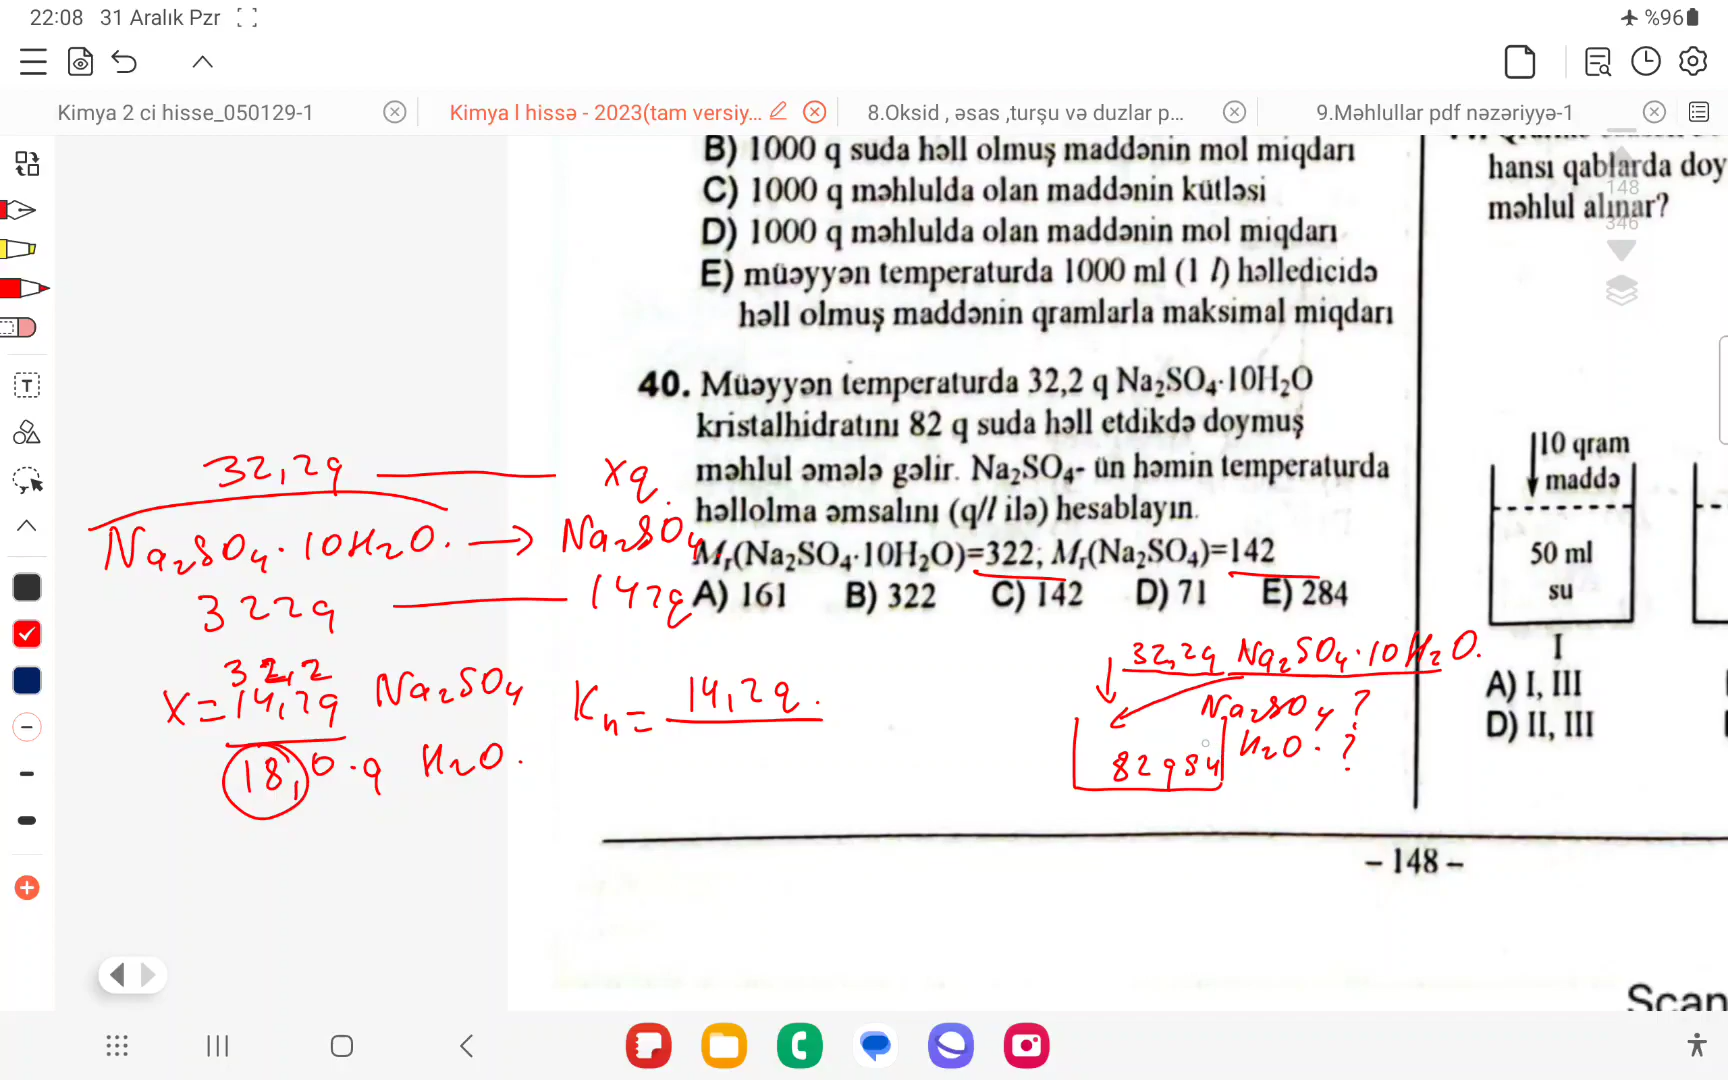 22:08 31 Aralık Pzr %96
Kimya 2 ci hisse_050129-1
Kimya l hissə - 2023(tam versiy...
8.Oksid , əsas ,turşu və duzlar p...
9.Məhlullar pdf nəzəriyyə-1
B) 1000 q suda həll olmuş maddənin mol miqdarı
C) 1000 q məhlulda olan maddənin kütləsi
D) 1000 q məhlulda olan maddənin mol miqdarı
E) müəyyən temperaturda 1000 ml (1 l) həlledicidə
həll olmuş maddənin qramlarla maksimal miqdarı
40. Müəyyən temperaturda 32,2 q Na₂SO₄·10H₂O
kristalhidratını 82 q suda həll etdikdə doymuş
məhlul əmələ gəlir. Na₂SO₄- ün həmin temperaturda
həllolma əmsalını (q//ilə) hesablayın.
Mᵣ(Na₂SO₄·10H₂O)=322; Mᵣ(Na₂SO₄)=142
A) 161 B) 322 C) 142 D) 71 E) 284
32,2q xq.
Na₂SO₄·10H₂O. → Na₂SO₄
322q 142q
32,2
x=14,2q Na₂SO₄
18,0·q H₂O.
Kh= 14,2q.
32,2q Na₂SO₄·10H₂O.
Na₂SO₄ ?
H₂O. ?
82q su
hansı qablarda doy
məhlul alınar?
148
346
10 qram
maddə
50 ml
su
I
A) I, III
D) II, III
– 148 –
Scan
T